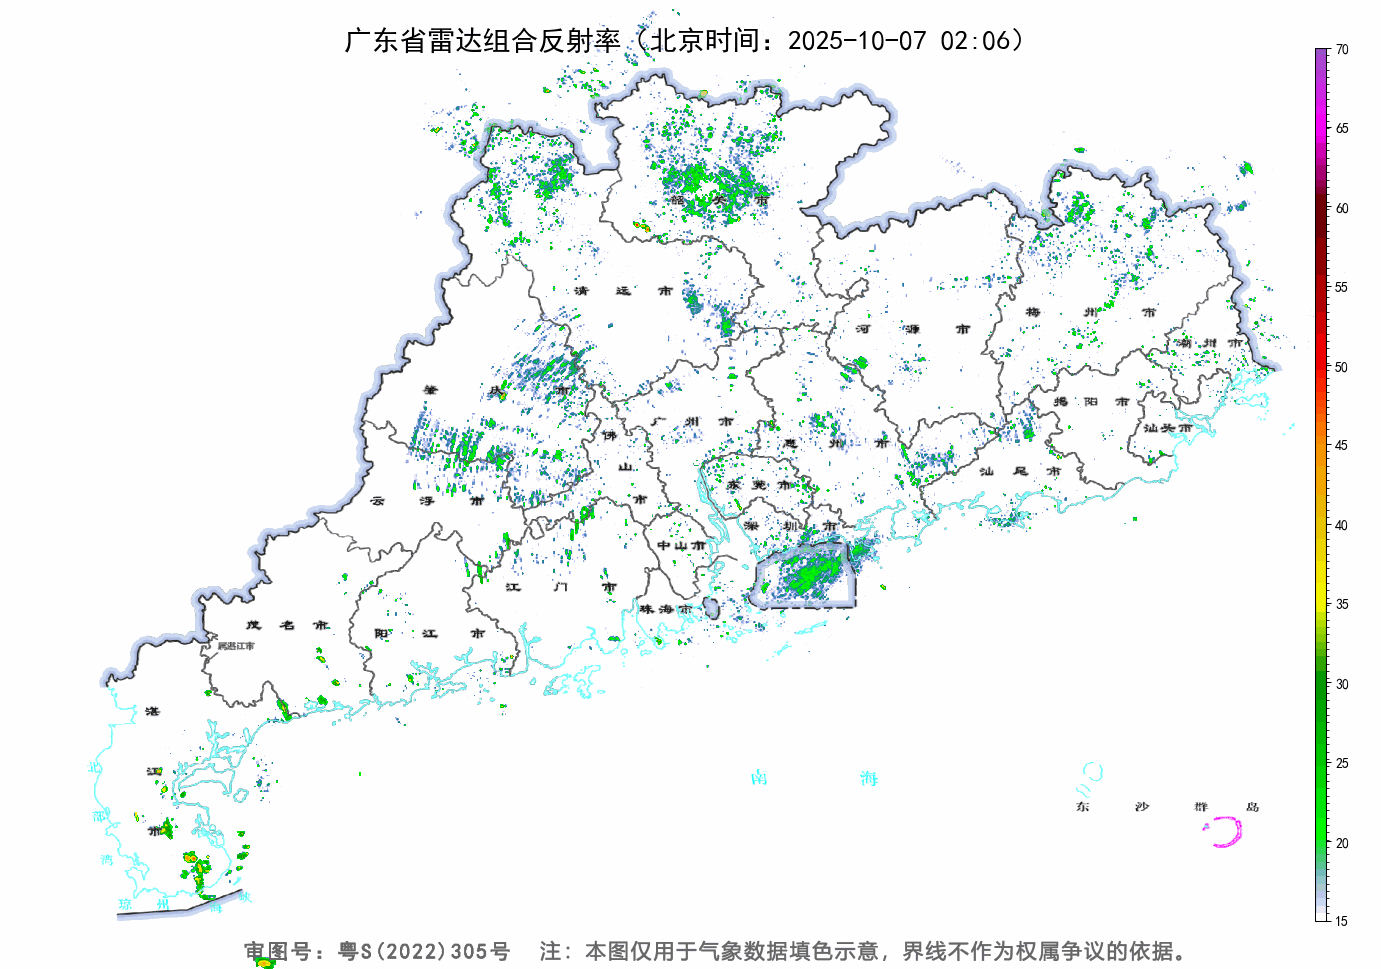 广东省雷达组合反射率（北京时间：2025-10-07 02:06）
70
65
60
55
50
45
40
35
30
25
20
15
韶关市
清远市
河源市
梅州市
潮州市
肇庆市
广州市
惠州市
揭阳市
汕头市
佛山市
东莞市
汕尾市
云浮市
深圳市
中山市
江门市
珠海市
茂名市
阳江市
属湛江市
湛江市
北部湾
琼州海峡
南海
东沙群岛
审图号：粤S(2022)305号 注：本图仅用于气象数据填色示意，界线不作为权属争议的依据。